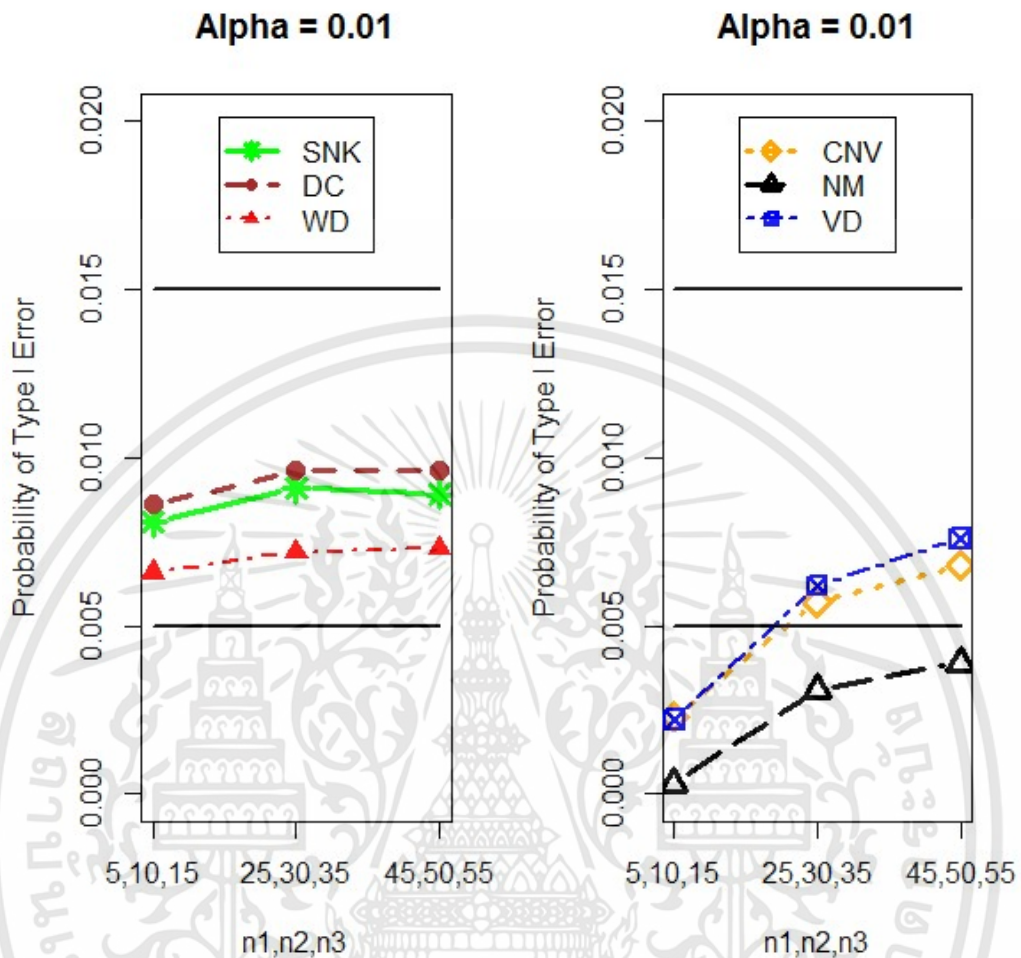 Alpha = 0.01
Probability of Type I Error
0.020
0.015
0.010
0.005
0.000
SNK
DC
WD
5,10,15
25,30,35
45,50,55
n1,n2,n3
Alpha = 0.01
Probability of Type I Error
0.020
0.015
0.010
0.005
0.000
CNV
NM
VD
5,10,15
25,30,35
45,50,55
n1,n2,n3